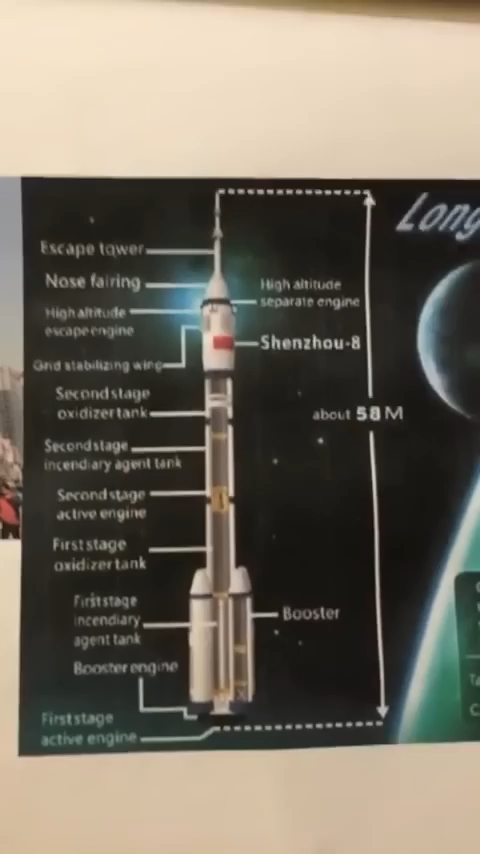 Long
Escape tower
Nose fairing
High altitude
separate engine
High altitude
escape engine
Shenzhou-8
Grid stabilizing wing
Second stage
oxidizer tank
about 58 M
Second stage
incendiary agent tank
Second stage
active engine
First stage
oxidizer tank
First stage
incendiary
agent tank
Booster
Booster engine
First stage
active engine